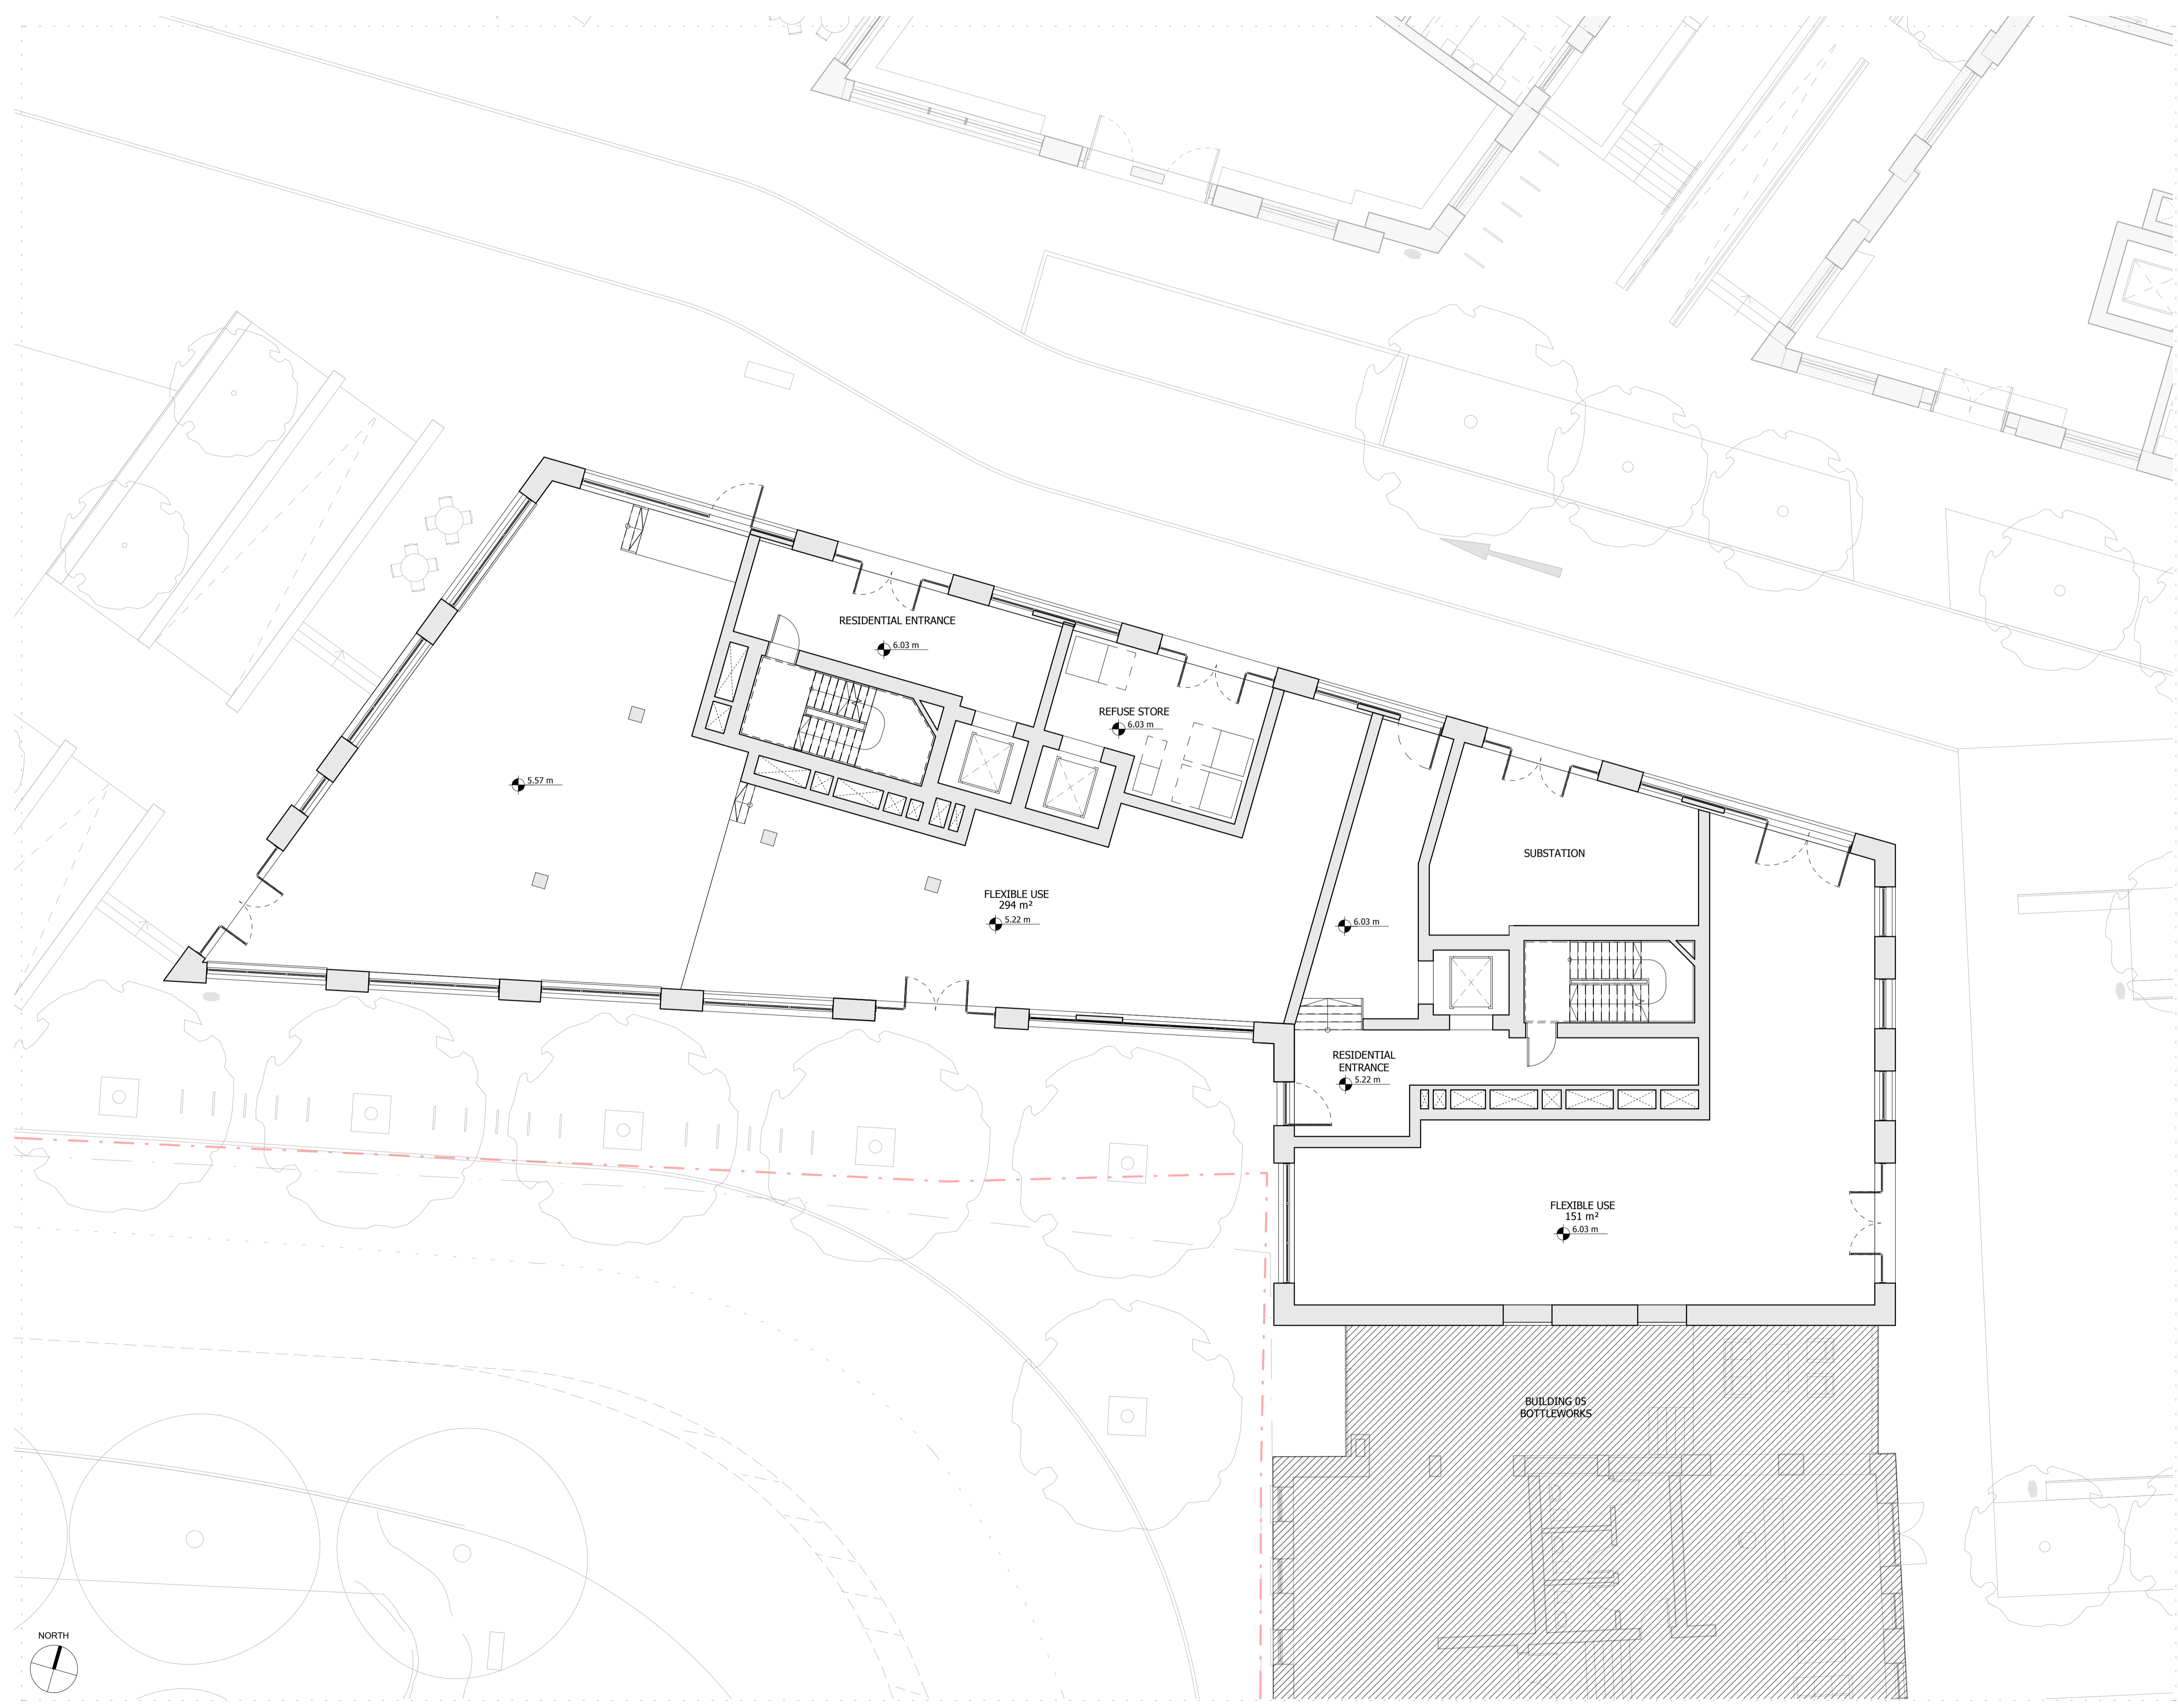 RESIDENTIAL ENTRANCE
6.03 m
REFUSE STORE
6.03 m
5.57 m
SUBSTATION
FLEXIBLE USE
294 m²
5.22 m
6.03 m
RESIDENTIAL
ENTRANCE
5.22 m
FLEXIBLE USE
151 m²
6.03 m
BUILDING 05
BOTTLEWORKS
NORTH